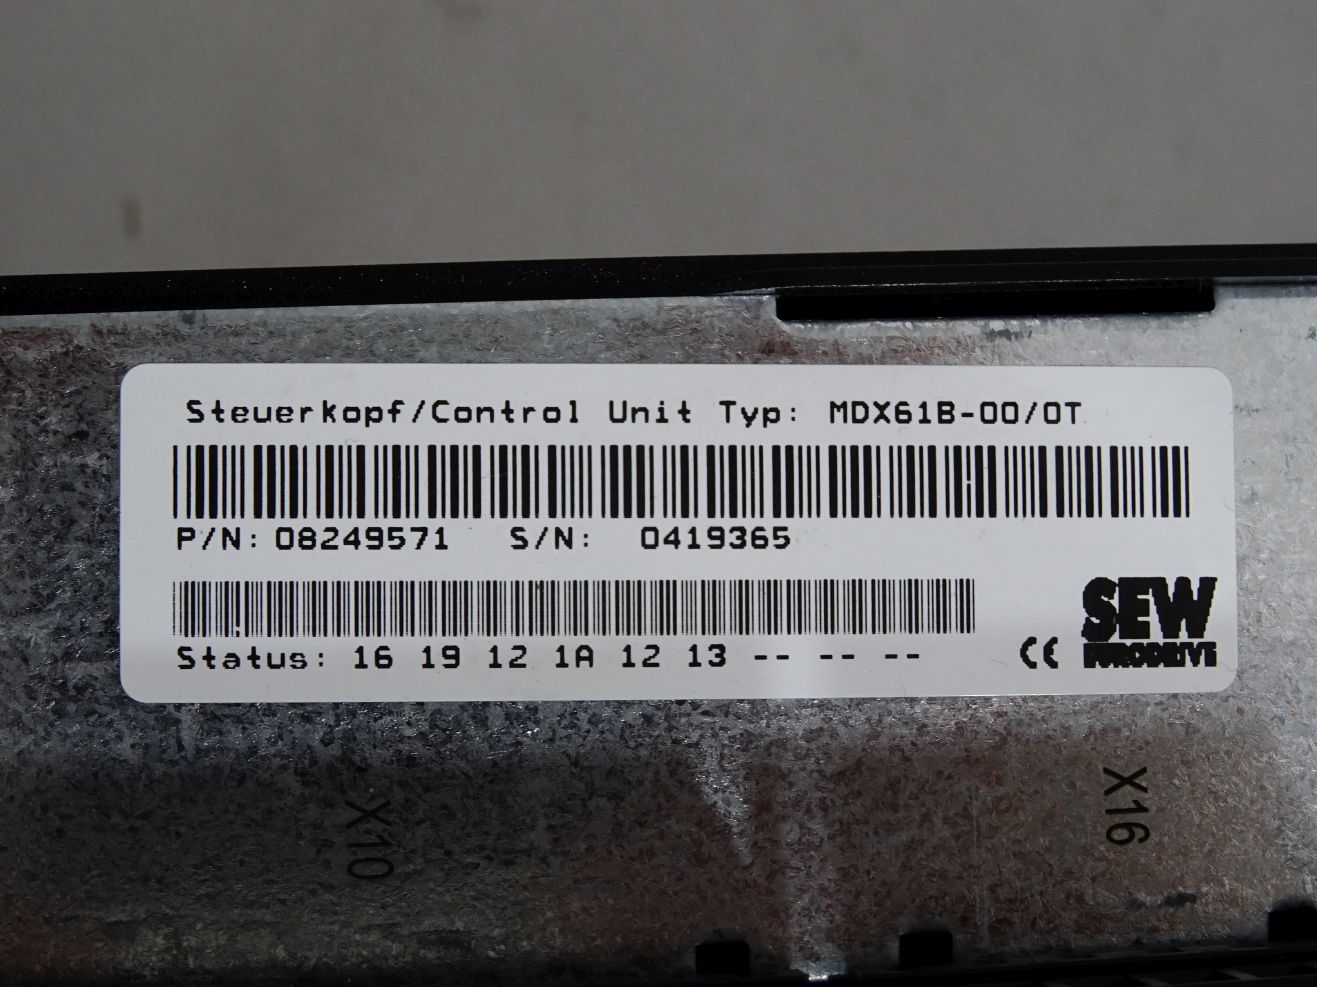 Steuerkopf/Control Unit Typ: MDX61B-00/0T
P/N: 08249571 S/N: 0419365
Status: 16 19 12 1A 12 13 -- -- --
CE
SEW
EURODRIVE
X10
X16